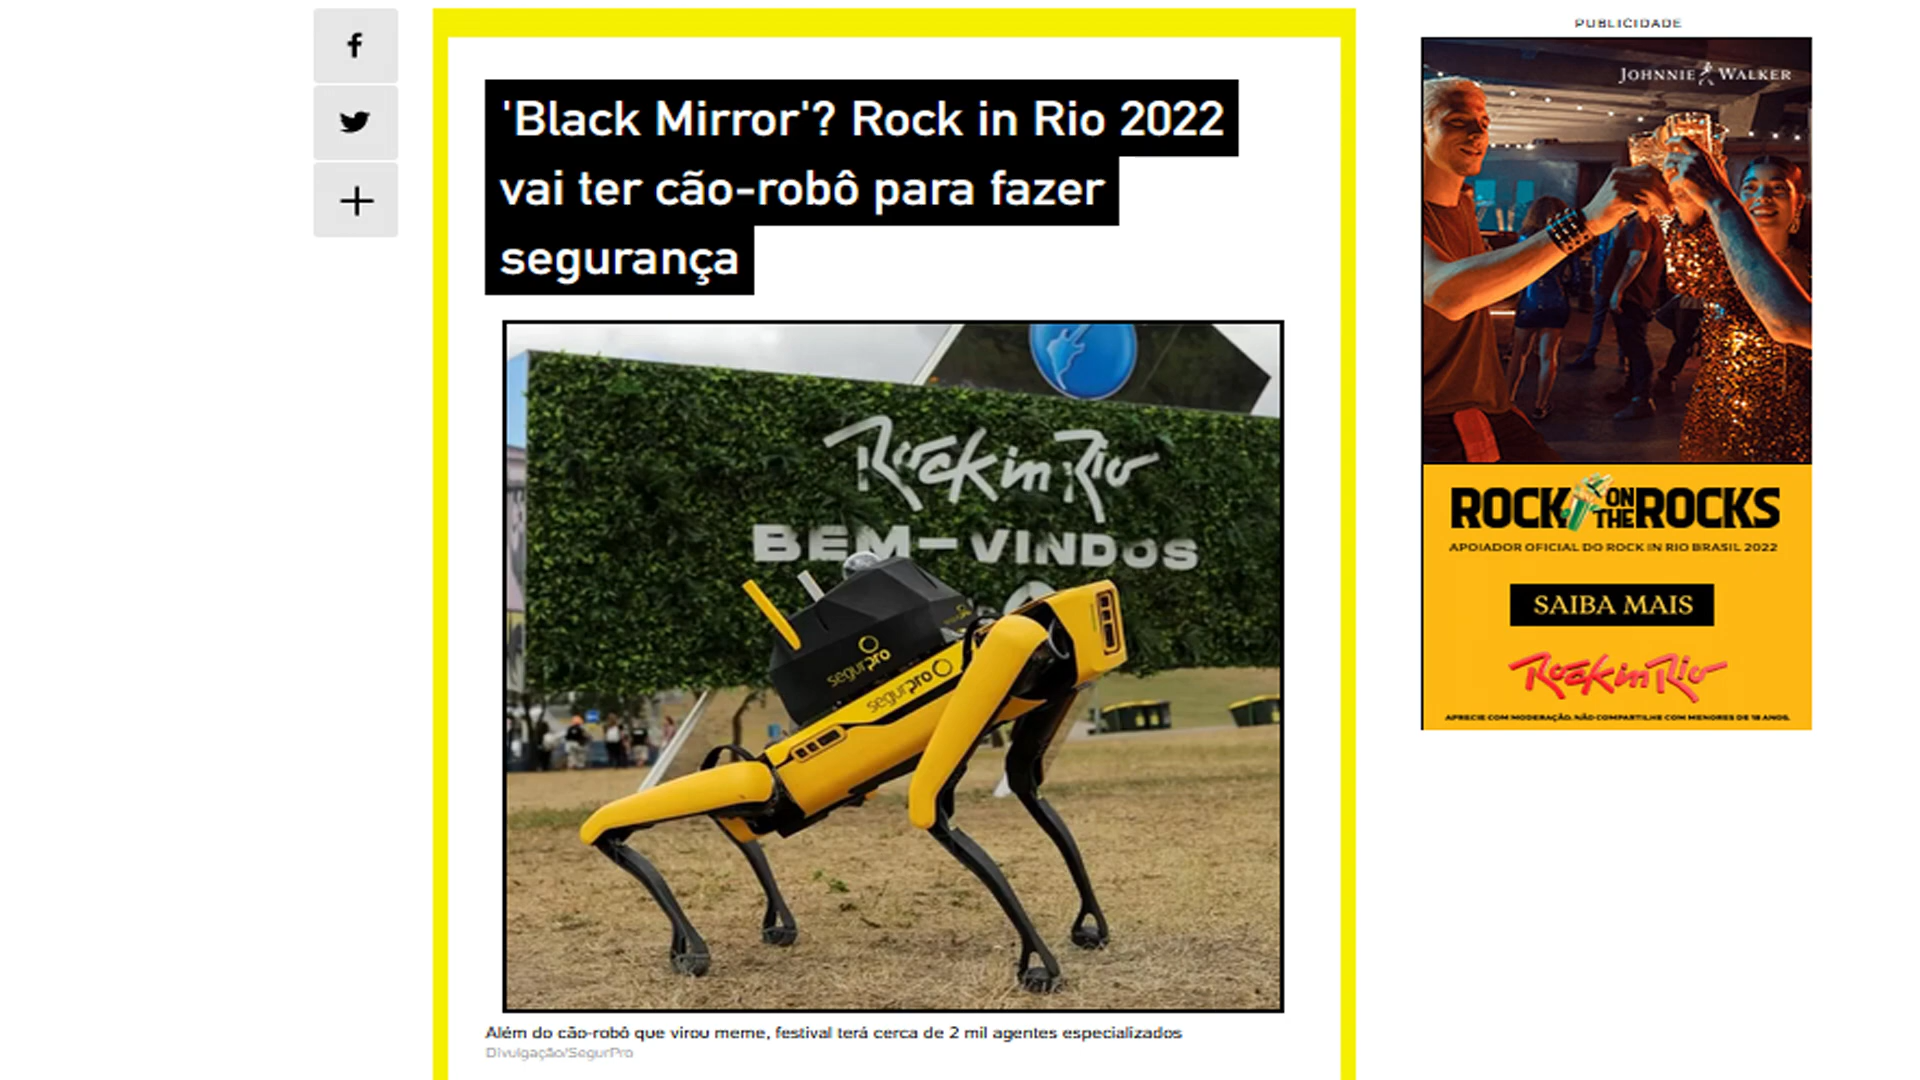 'Black Mirror'? Rock in Rio 2022
vai ter cão-robô para fazer
segurança
Rock in Rio
BEM-VINDOS
segurpro
segurpro
Além do cão-robô que virou meme, festival terá cerca de 2 mil agentes especializados
Divulgação/SegurPro
PUBLICIDADE
JOHNNIE WALKER
ROCK ON THE ROCKS
APOIADOR OFICIAL DO ROCK IN RIO BRASIL 2022
SAIBA MAIS
Rock in Rio
APRECIE COM MODERAÇÃO. NÃO COMPARTILHE COM MENORES DE 18 ANOS.